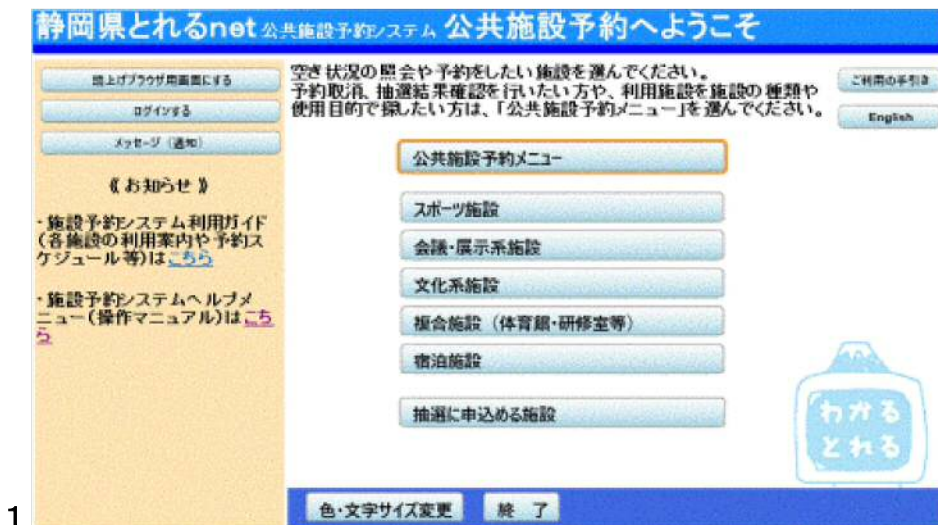 静岡県とれるnet 公共施設予約システム 公共施設予約へようこそ
読上げブラウザ用画面にする
ログインする
メッセージ（通知）
《 お知らせ 》
・施設予約システム利用ガイド
(各施設の利用案内や予約ス
ケジュール等)はこちら
・施設予約システムヘルプメ
ニュー(操作マニュアル)はこち
ら
空き状況の照会や予約をしたい施設を選んでください。
予約取消、抽選結果確認を行いたい方や、利用施設を施設の種類や
使用目的で探したい方は、「公共施設予約メニュー」を選んでください。
ご利用の手引き
English
公共施設予約メニュー
スポーツ施設
会議・展示系施設
文化系施設
複合施設（体育館・研修室等）
宿泊施設
抽選に申込める施設
わかる
とれる
色・文字サイズ変更 終 了
1